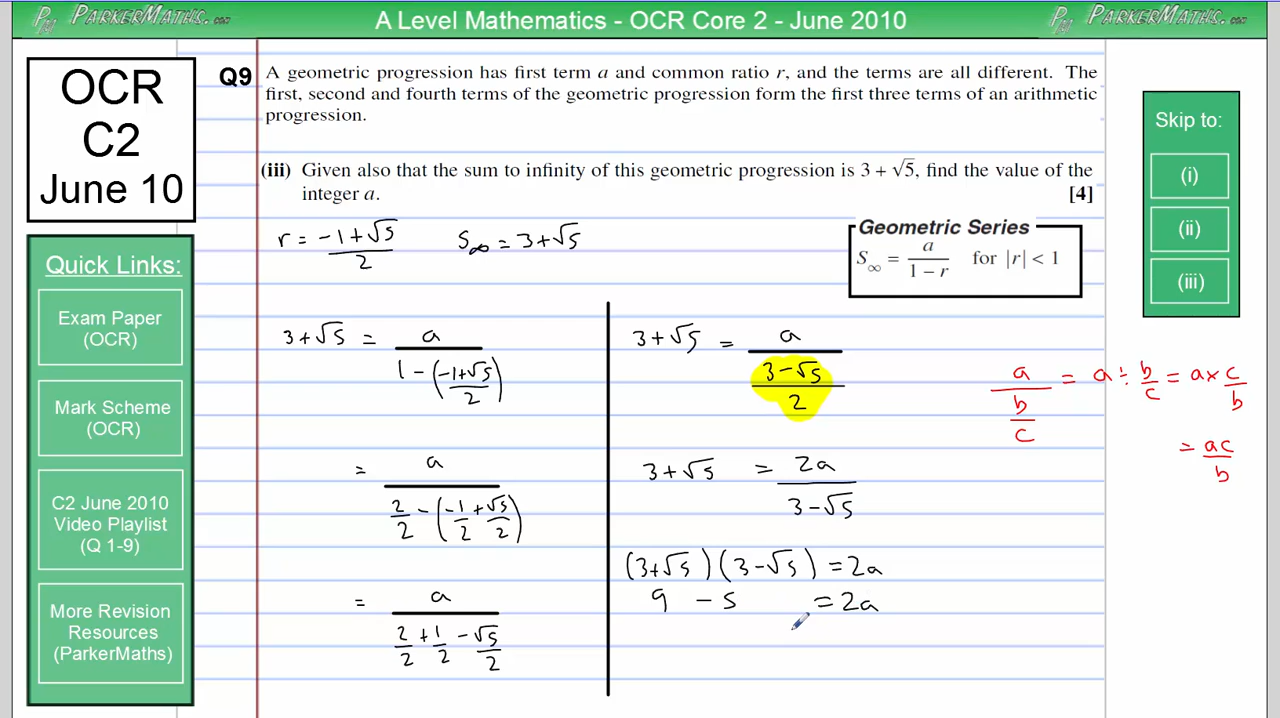 PM PARKERMATHS.com
A Level Mathematics - OCR Core 2 - June 2010
PM PARKERMATHS.com
OCR
C2
June 10
Quick Links:
Exam Paper
(OCR)
Mark Scheme
(OCR)
C2 June 2010
Video Playlist
(Q 1-9)
More Revision
Resources
(ParkerMaths)
Q9 A geometric progression has first term a and common ratio r, and the terms are all different. The
first, second and fourth terms of the geometric progression form the first three terms of an arithmetic
progression.
(iii) Given also that the sum to infinity of this geometric progression is 3 + √5, find the value of the
integer a. [4]
r = (-1+√5)/2 S∞ = 3+√5
Geometric Series
S∞ = a/(1 − r) for |r| < 1
3+√5 = a/(1 − ((-1+√5)/2))
= a/(2/2 − (-1/2 + √5/2))
= a/(2/2 + 1/2 − √5/2)
3+√5 = a/((3−√5)/2)
3+√5 = 2a/(3−√5)
(3+√5)(3−√5) = 2a
9 − 5 = 2a
a/(b/c) = a ÷ b/c = a × c/b
= ac/b
Skip to:
(i)
(ii)
(iii)